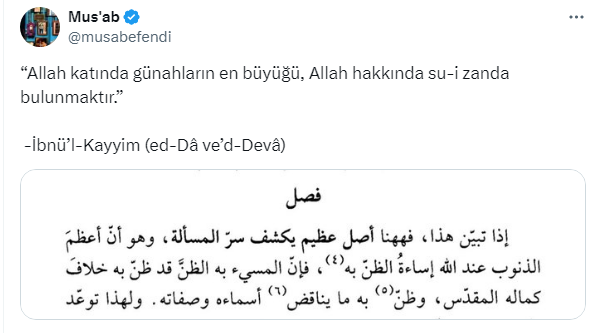 Mus'ab
@musabefendi
“Allah katında günahların en büyüğü, Allah hakkında su-i zanda
bulunmaktır.”
-İbnü’l-Kayyim (ed-Dâ ve’d-Devâ)
فصل
إذا تبيّن هذا، فههنا أصل عظيم يكشف سرّ المسألة، وهو أنّ أعظمَ
الذنوب عند الله إساءةُ الظنّ به(٤)، فإنّ المسيء به الظنَّ قد ظنّ به خلافَ
كماله المقدّس، وظنّ(٥) به ما يناقض(٦) أسماءه وصفاته. ولهذا توعّد